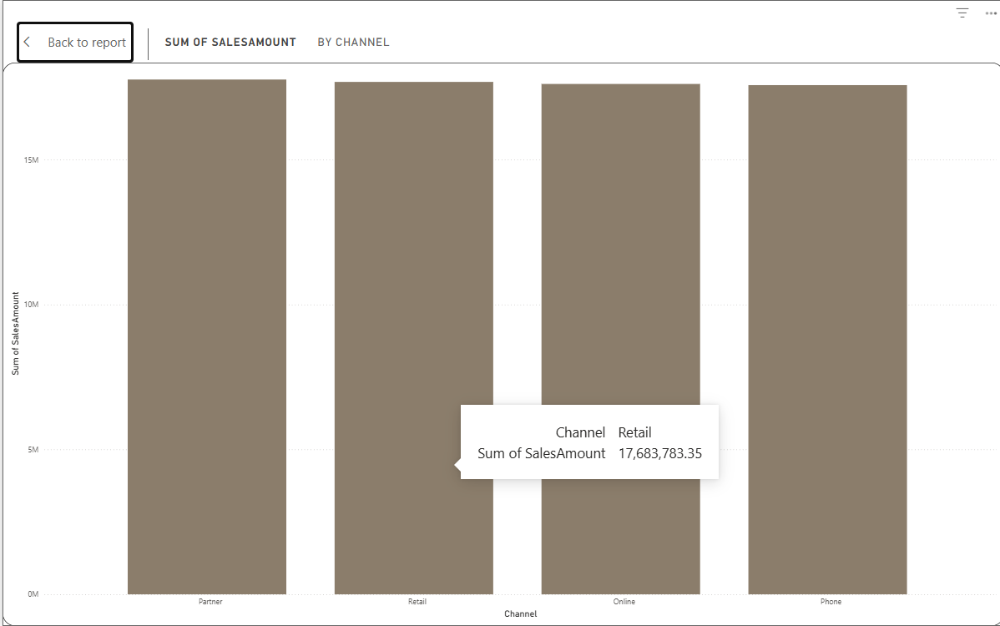 Back to report
SUM OF SALESAMOUNT
BY CHANNEL
15M
10M
5M
0M
Sum of SalesAmount
Channel Retail
Sum of SalesAmount 17,683,783.35
Partner
Retail
Online
Phone
Channel